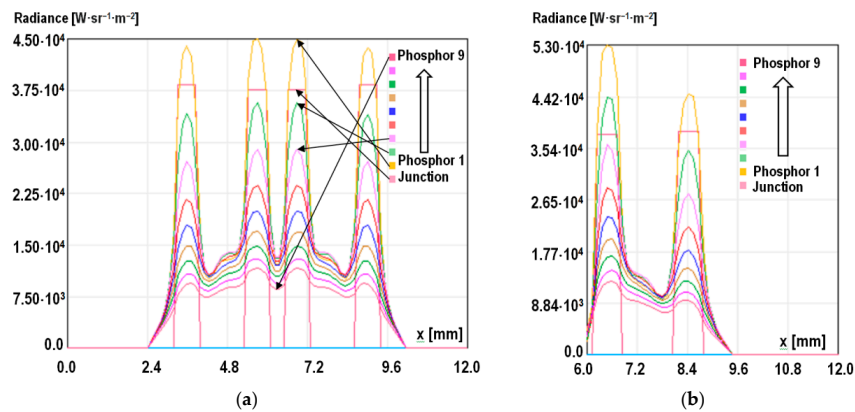 Radiance [W·sr⁻¹·m⁻²]
4.50·10⁴
3.75·10⁴
3.00·10⁴
2.25·10⁴
1.50·10⁴
7.50·10³
0.0
Phosphor 9
Phosphor 1
Junction
x [mm]
0.0 2.4 4.8 7.2 9.6 12.0
(a)
Radiance [W·sr⁻¹·m⁻²]
5.30·10⁴
4.42·10⁴
3.54·10⁴
2.65·10⁴
1.77·10⁴
8.84·10³
0.0
Phosphor 9
Phosphor 1
Junction
x [mm]
6.0 7.2 8.4 9.6 10.8 12.0
(b)